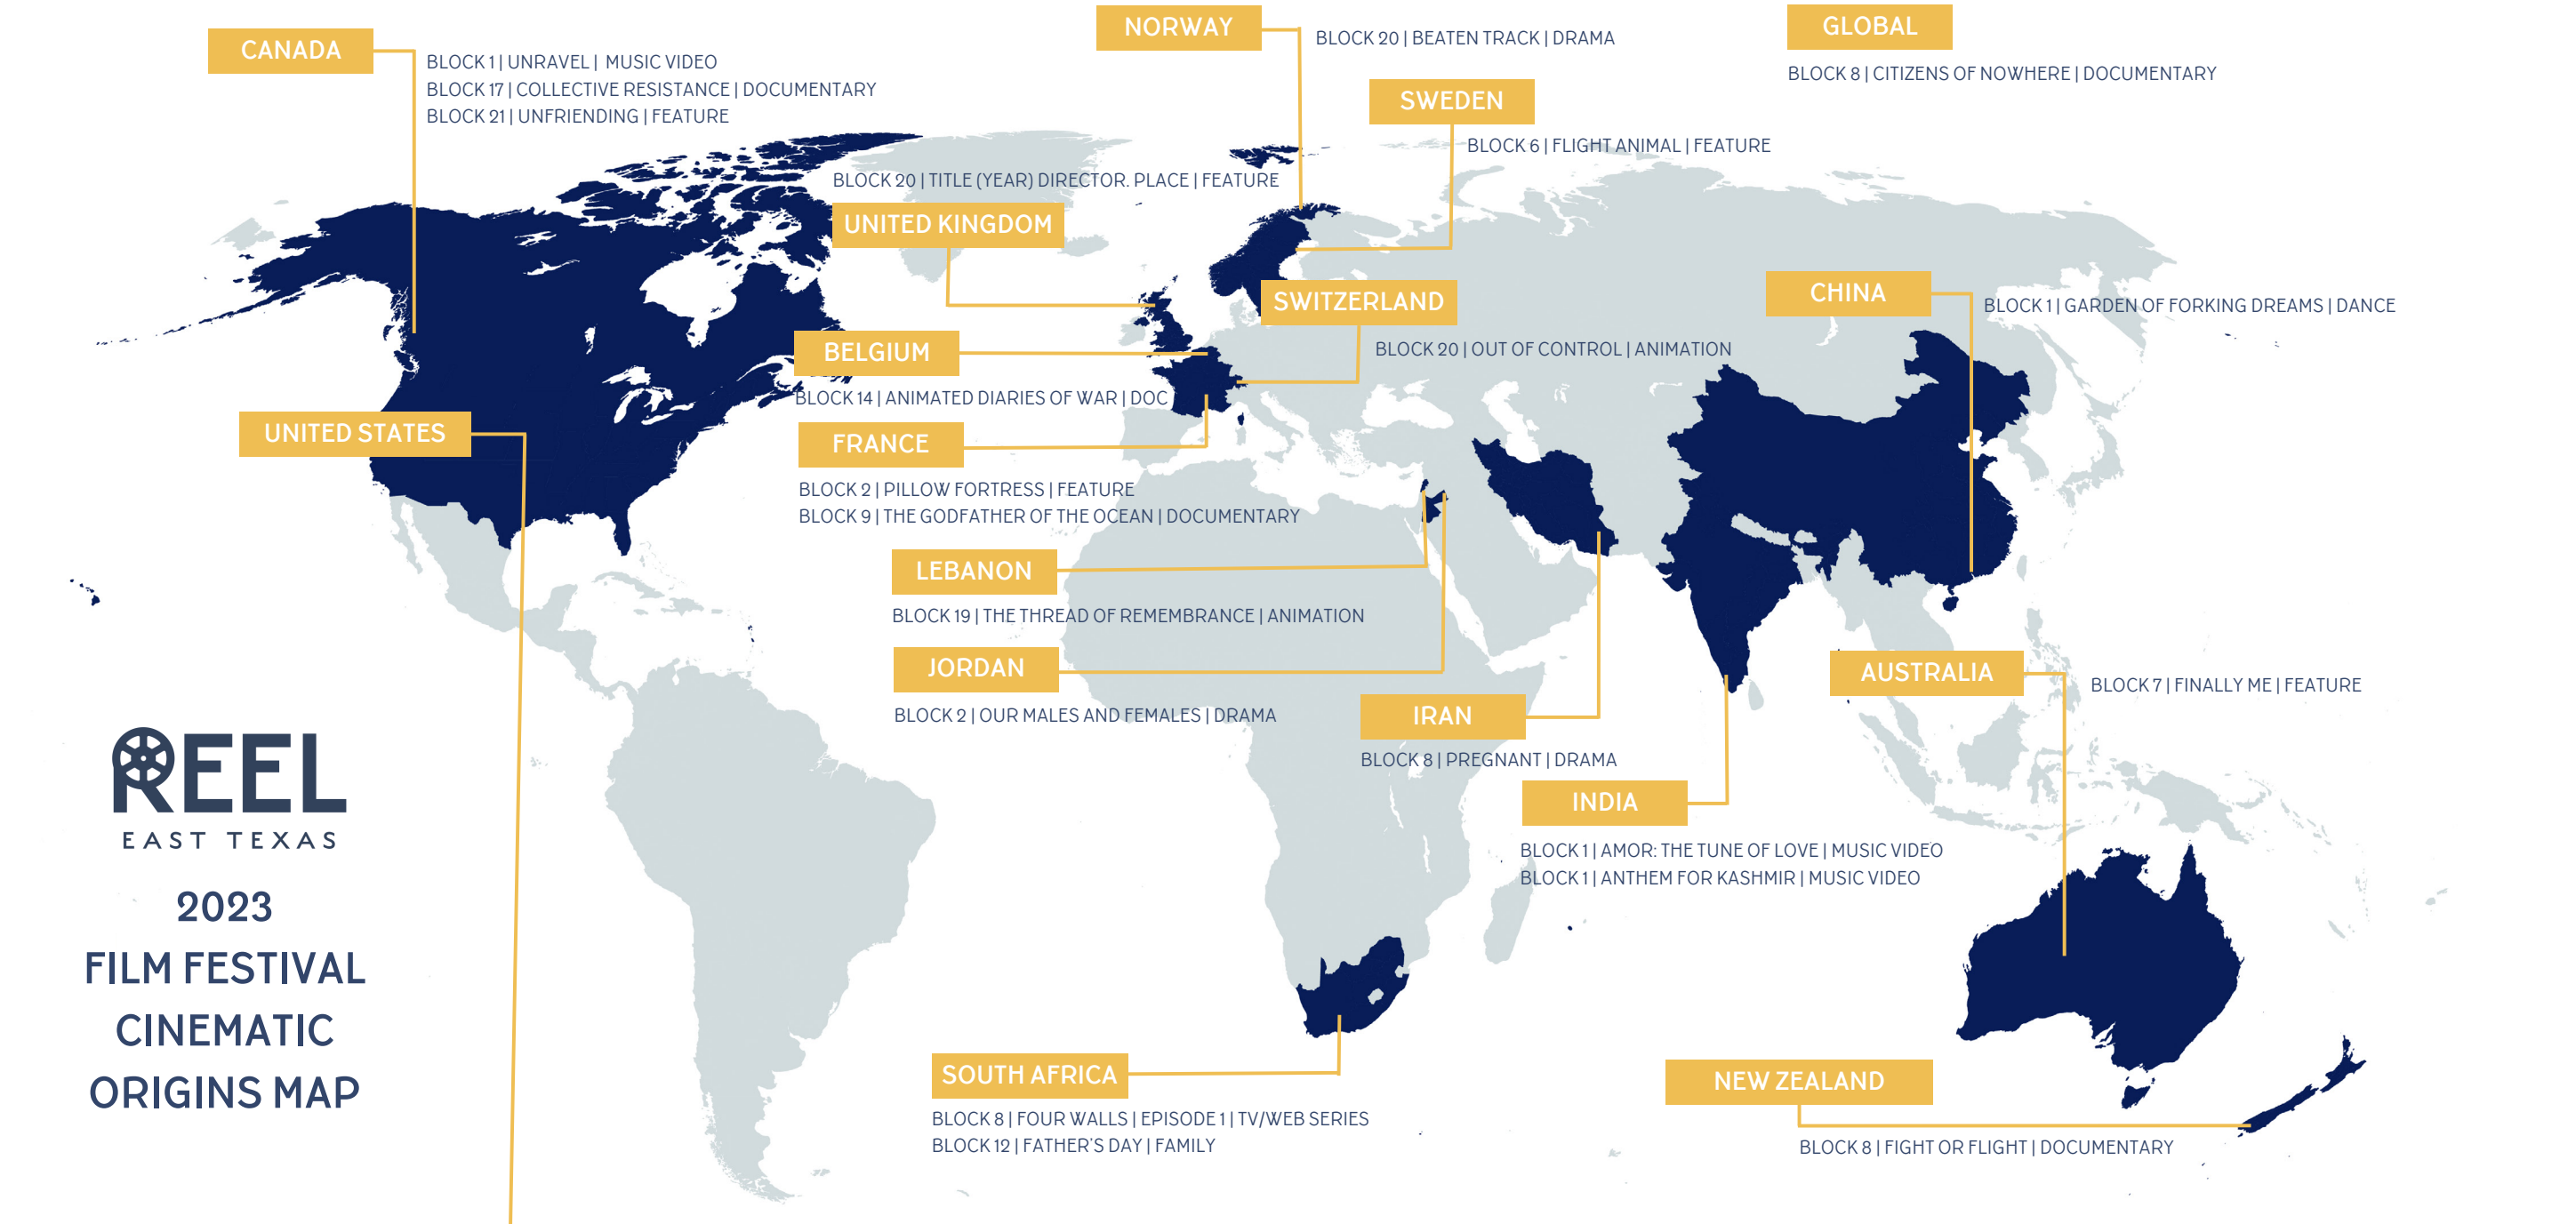 CANADA
BLOCK 1 | UNRAVEL | MUSIC VIDEO
BLOCK 17 | COLLECTIVE RESISTANCE | DOCUMENTARY
BLOCK 21 | UNFRIENDING | FEATURE
NORWAY
BLOCK 20 | BEATEN TRACK | DRAMA
GLOBAL
BLOCK 8 | CITIZENS OF NOWHERE | DOCUMENTARY
SWEDEN
BLOCK 6 | FLIGHT ANIMAL | FEATURE
BLOCK 20 | TITLE (YEAR) DIRECTOR. PLACE | FEATURE
UNITED KINGDOM
SWITZERLAND
BLOCK 20 | OUT OF CONTROL | ANIMATION
CHINA
BLOCK 1 | GARDEN OF FORKING DREAMS | DANCE
BELGIUM
BLOCK 14 | ANIMATED DIARIES OF WAR | DOC
UNITED STATES
FRANCE
BLOCK 2 | PILLOW FORTRESS | FEATURE
BLOCK 9 | THE GODFATHER OF THE OCEAN | DOCUMENTARY
LEBANON
BLOCK 19 | THE THREAD OF REMEMBRANCE | ANIMATION
JORDAN
BLOCK 2 | OUR MALES AND FEMALES | DRAMA
IRAN
BLOCK 8 | PREGNANT | DRAMA
AUSTRALIA
BLOCK 7 | FINALLY ME | FEATURE
INDIA
BLOCK 1 | AMOR: THE TUNE OF LOVE | MUSIC VIDEO
BLOCK 1 | ANTHEM FOR KASHMIR | MUSIC VIDEO
REEL
EAST TEXAS
2023
FILM FESTIVAL
CINEMATIC
ORIGINS MAP
SOUTH AFRICA
BLOCK 8 | FOUR WALLS | EPISODE 1 | TV/WEB SERIES
BLOCK 12 | FATHER'S DAY | FAMILY
NEW ZEALAND
BLOCK 8 | FIGHT OR FLIGHT | DOCUMENTARY